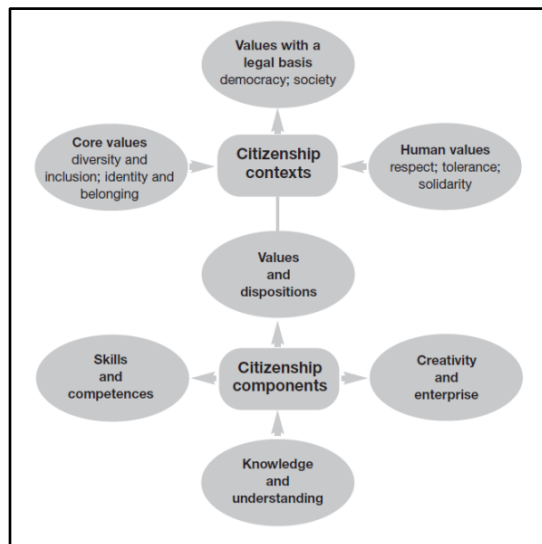 Values with a
legal basis
democracy; society
Core values
diversity and
inclusion; identity and
belonging
Citizenship
contexts
Human values
respect; tolerance;
solidarity
Values
and
dispositions
Skills
and
competences
Citizenship
components
Creativity
and
enterprise
Knowledge
and
understanding